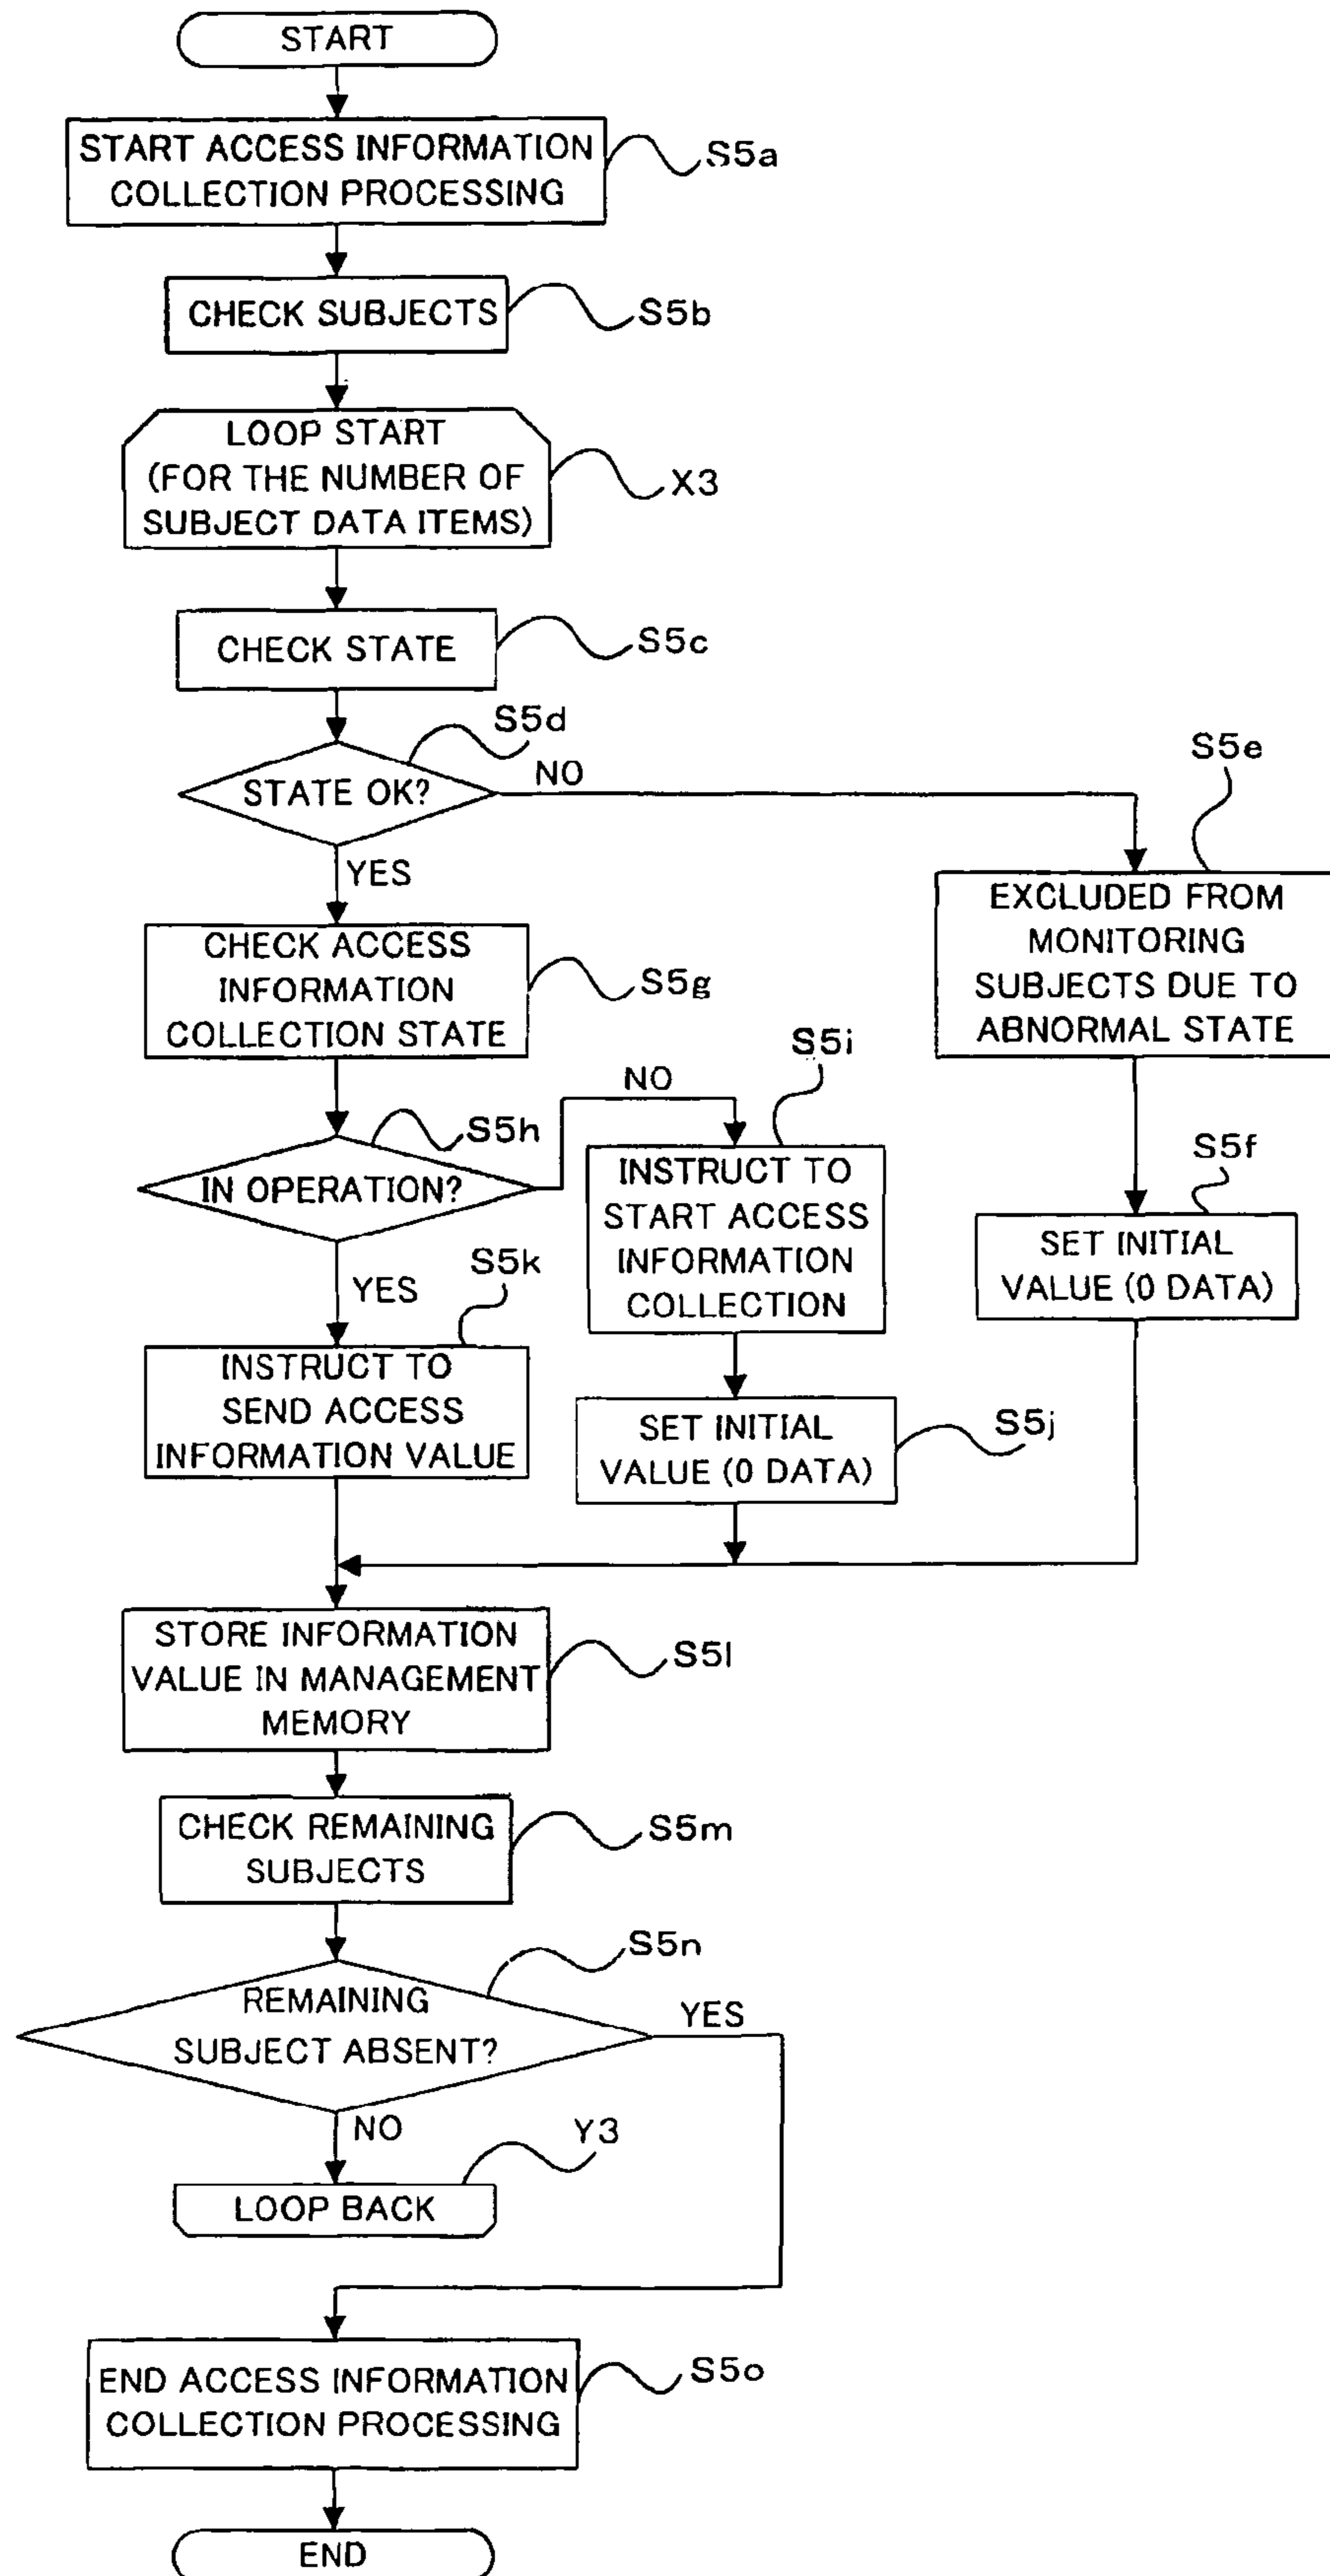 START
START ACCESS INFORMATION
COLLECTION PROCESSING
S5a
CHECK SUBJECTS
S5b
LOOP START
(FOR THE NUMBER OF
SUBJECT DATA ITEMS)
X3
CHECK STATE
S5c
S5d
STATE OK?
NO
YES
S5e
EXCLUDED FROM
MONITORING
SUBJECTS DUE TO
ABNORMAL STATE
CHECK ACCESS
INFORMATION
COLLECTION STATE
S5g
S5h
IN OPERATION?
NO
YES
S5i
INSTRUCT TO
START ACCESS
INFORMATION
COLLECTION
S5f
SET INITIAL
VALUE (0 DATA)
S5k
INSTRUCT TO
SEND ACCESS
INFORMATION VALUE
SET INITIAL
VALUE (0 DATA)
S5j
STORE INFORMATION
VALUE IN MANAGEMENT
MEMORY
S5l
CHECK REMAINING
SUBJECTS
S5m
S5n
REMAINING
SUBJECT ABSENT?
YES
NO
Y3
LOOP BACK
END ACCESS INFORMATION
COLLECTION PROCESSING
S5o
END